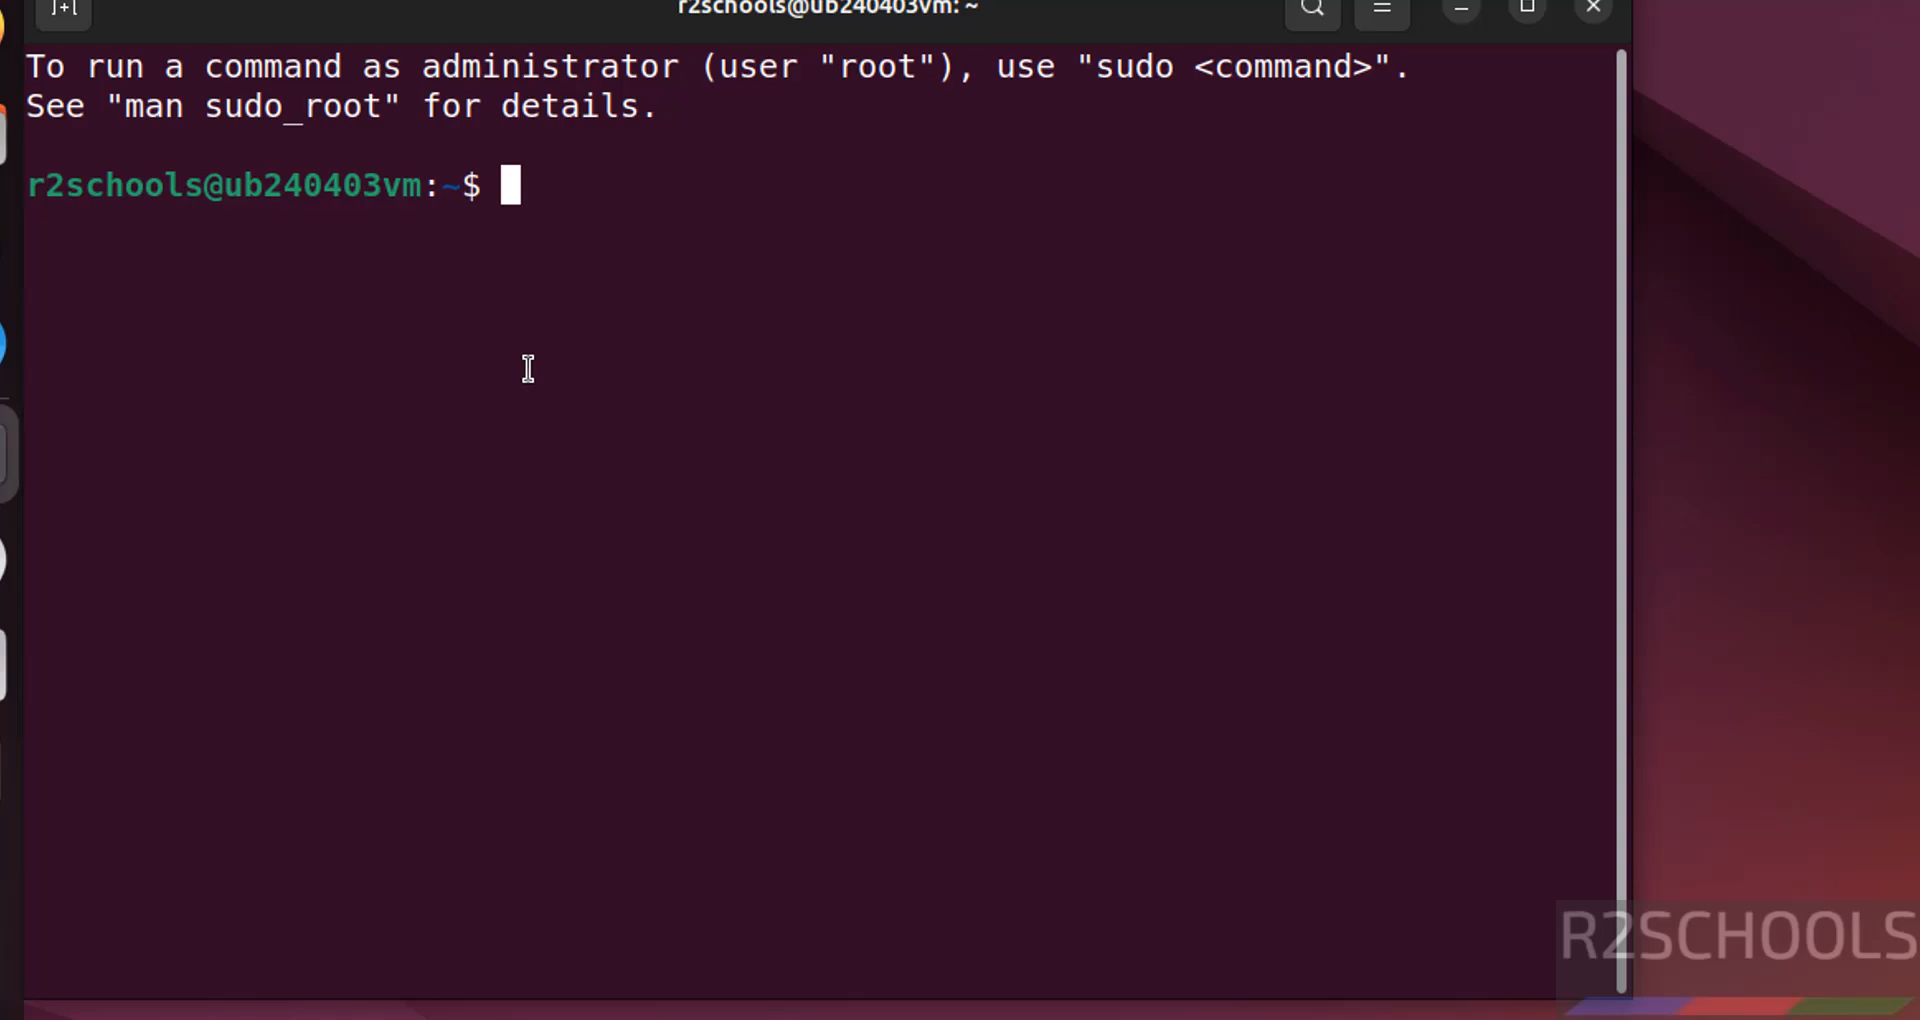 r2schools@ub240403vm: ~
To run a command as administrator (user "root"), use "sudo <command>".
See "man sudo_root" for details.
r2schools@ub240403vm:~$
R2SCHOOLS